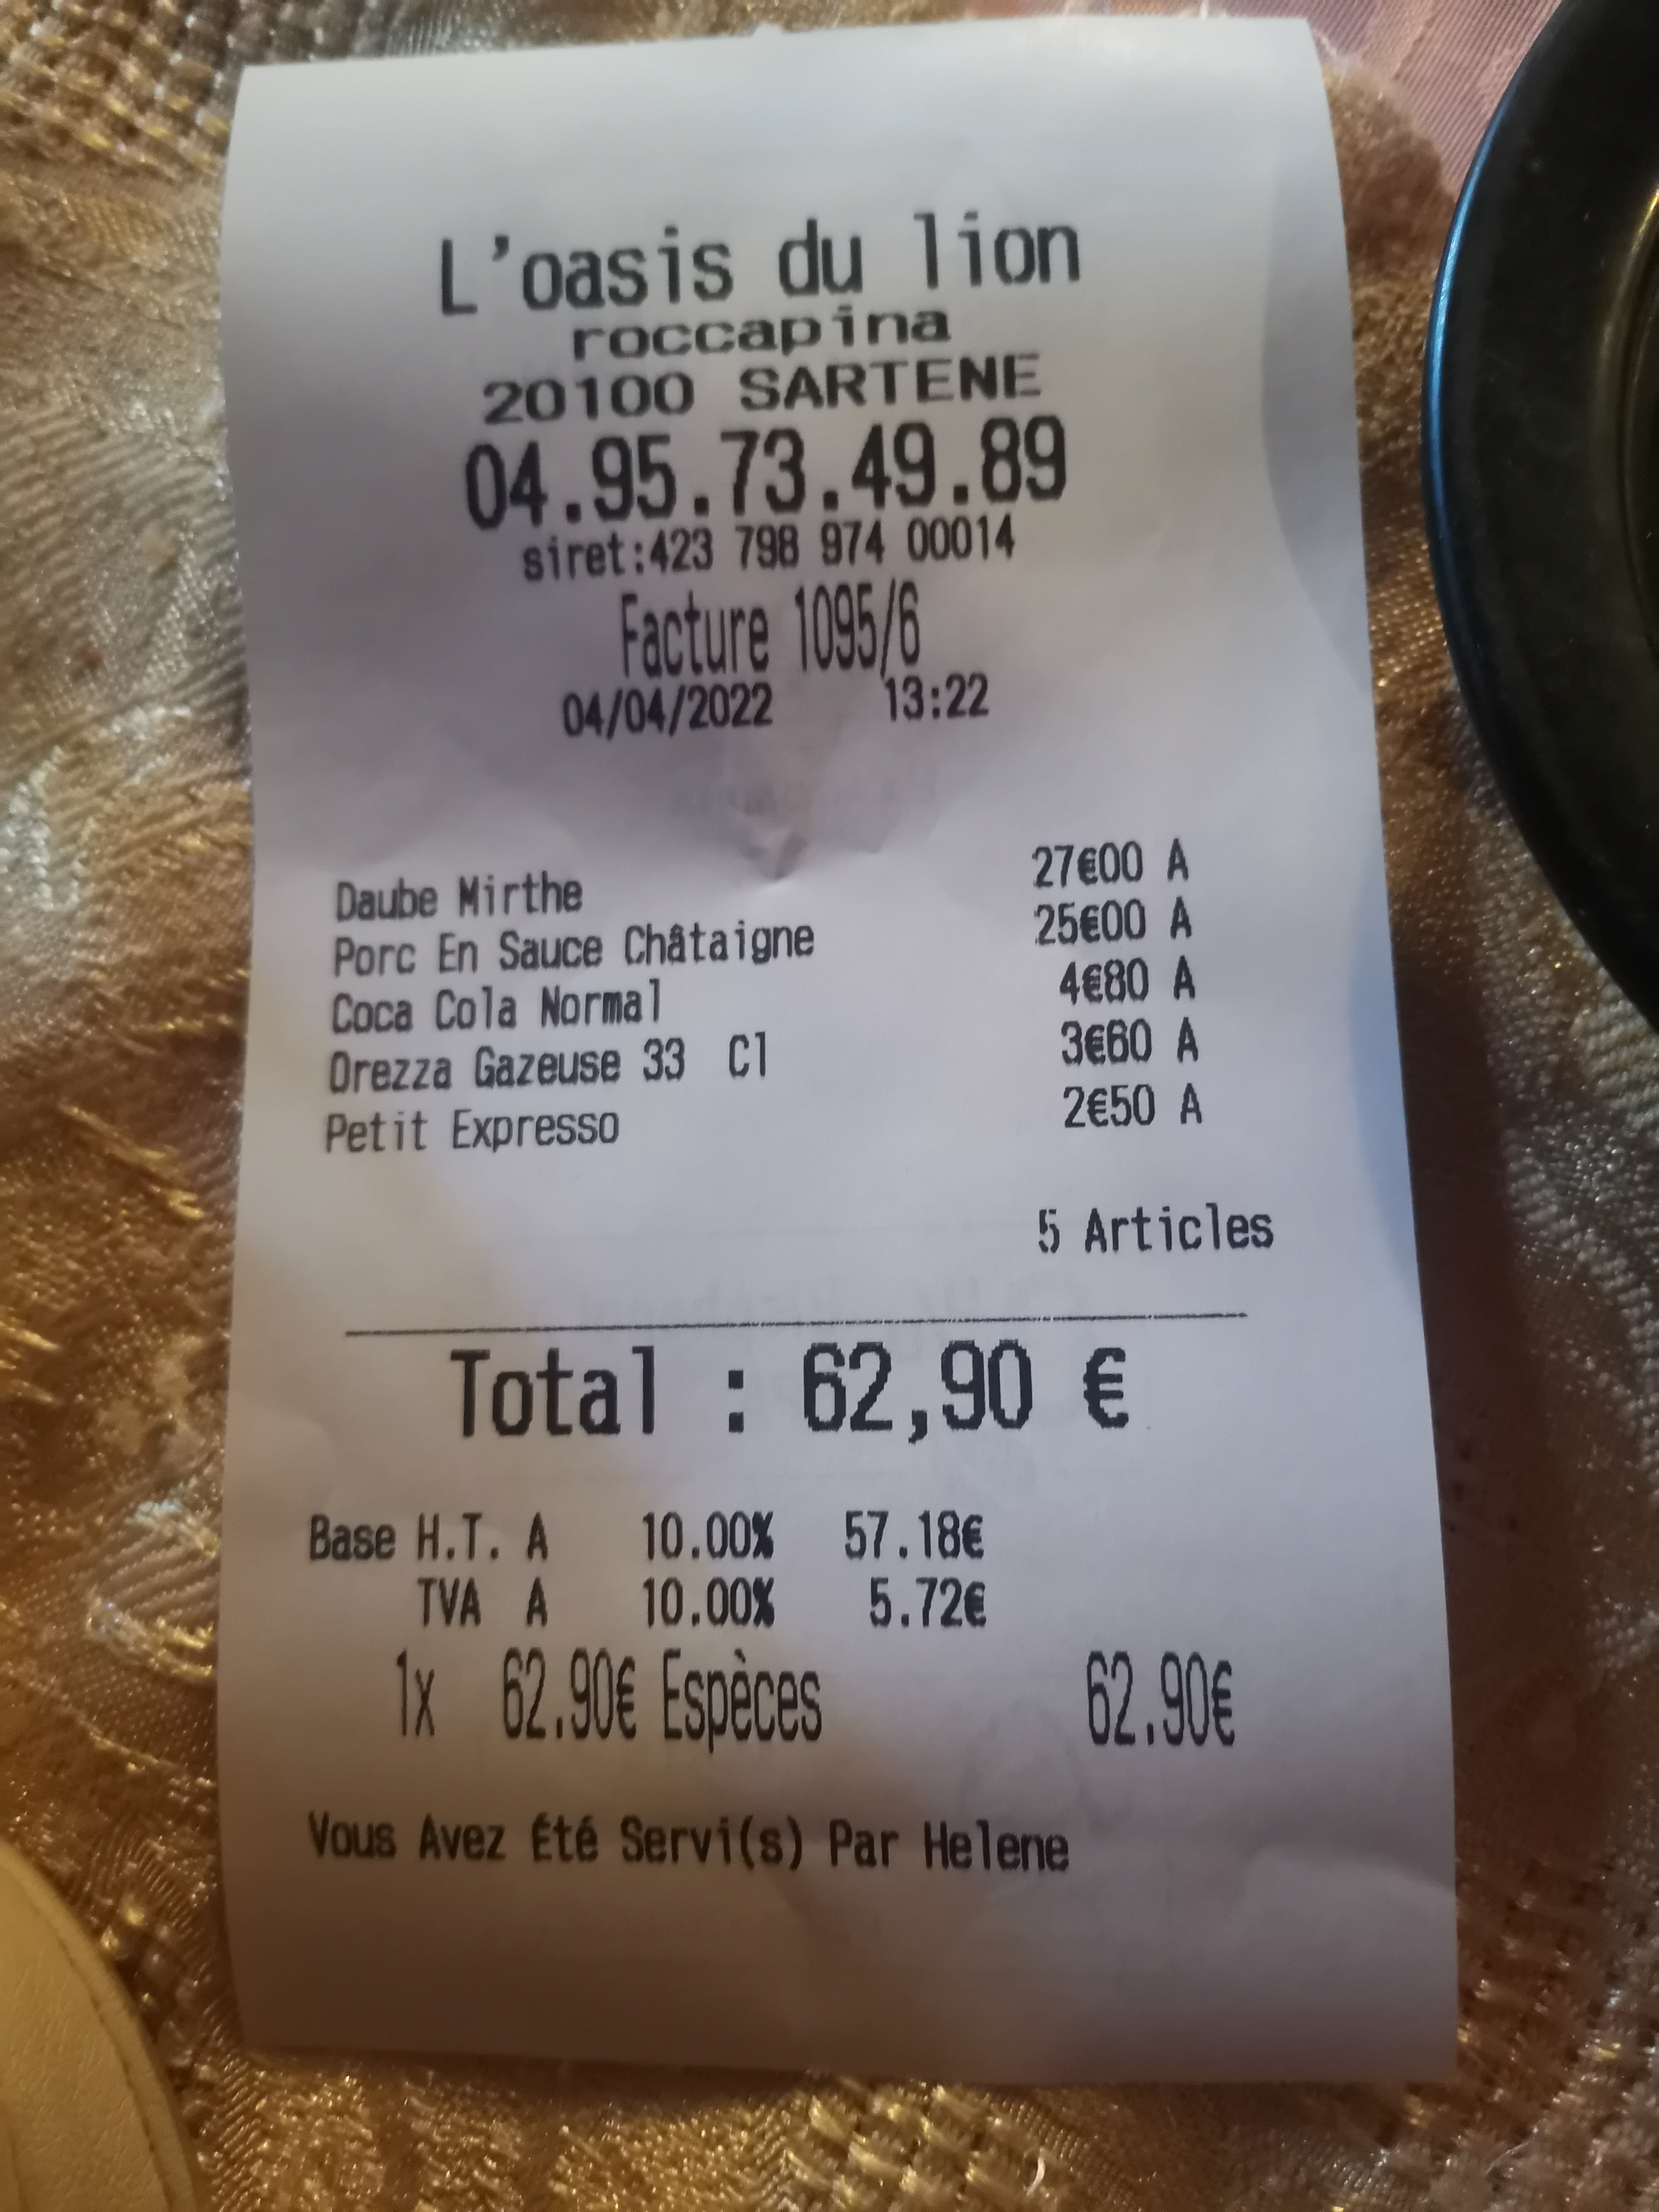 L'oasis du lion
roccapina
20100 SARTENE
04.95.73.49.89
siret:423 798 974 00014
Facture 1095/6
04/04/2022 13:22
Daube Mirthe 27€00 A
Porc En Sauce Châtaigne 25€00 A
Coca Cola Normal 4€80 A
Orezza Gazeuse 33 Cl 3€60 A
Petit Expresso 2€50 A
5 Articles
Total : 62,90 €
Base H.T. A 10.00% 57.18€
TVA A 10.00% 5.72€
1x 62.90€ Espèces 62.90€
Vous Avez Été Servi(s) Par Helene